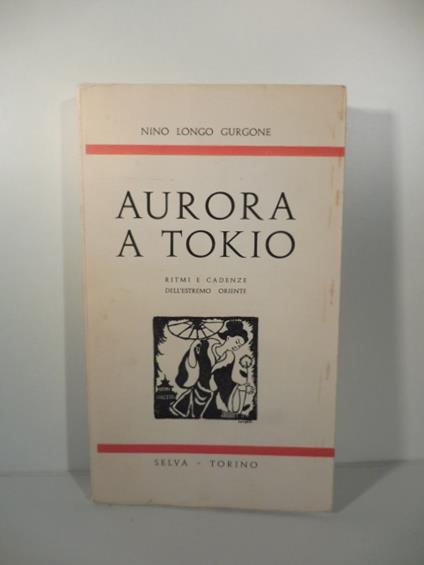 NINO LONGO GURGONE
AURORA
A TOKIO
RITMI E CADENZE
DELL'ESTREMO ORIENTE
SELVA - TORINO